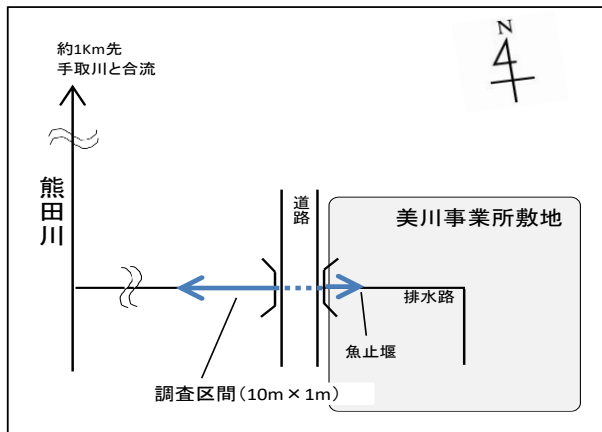 約1Km先
手取川と合流
N
熊田川
道路
美川事業所敷地
排水路
魚止堰
調査区間(10m×1m)